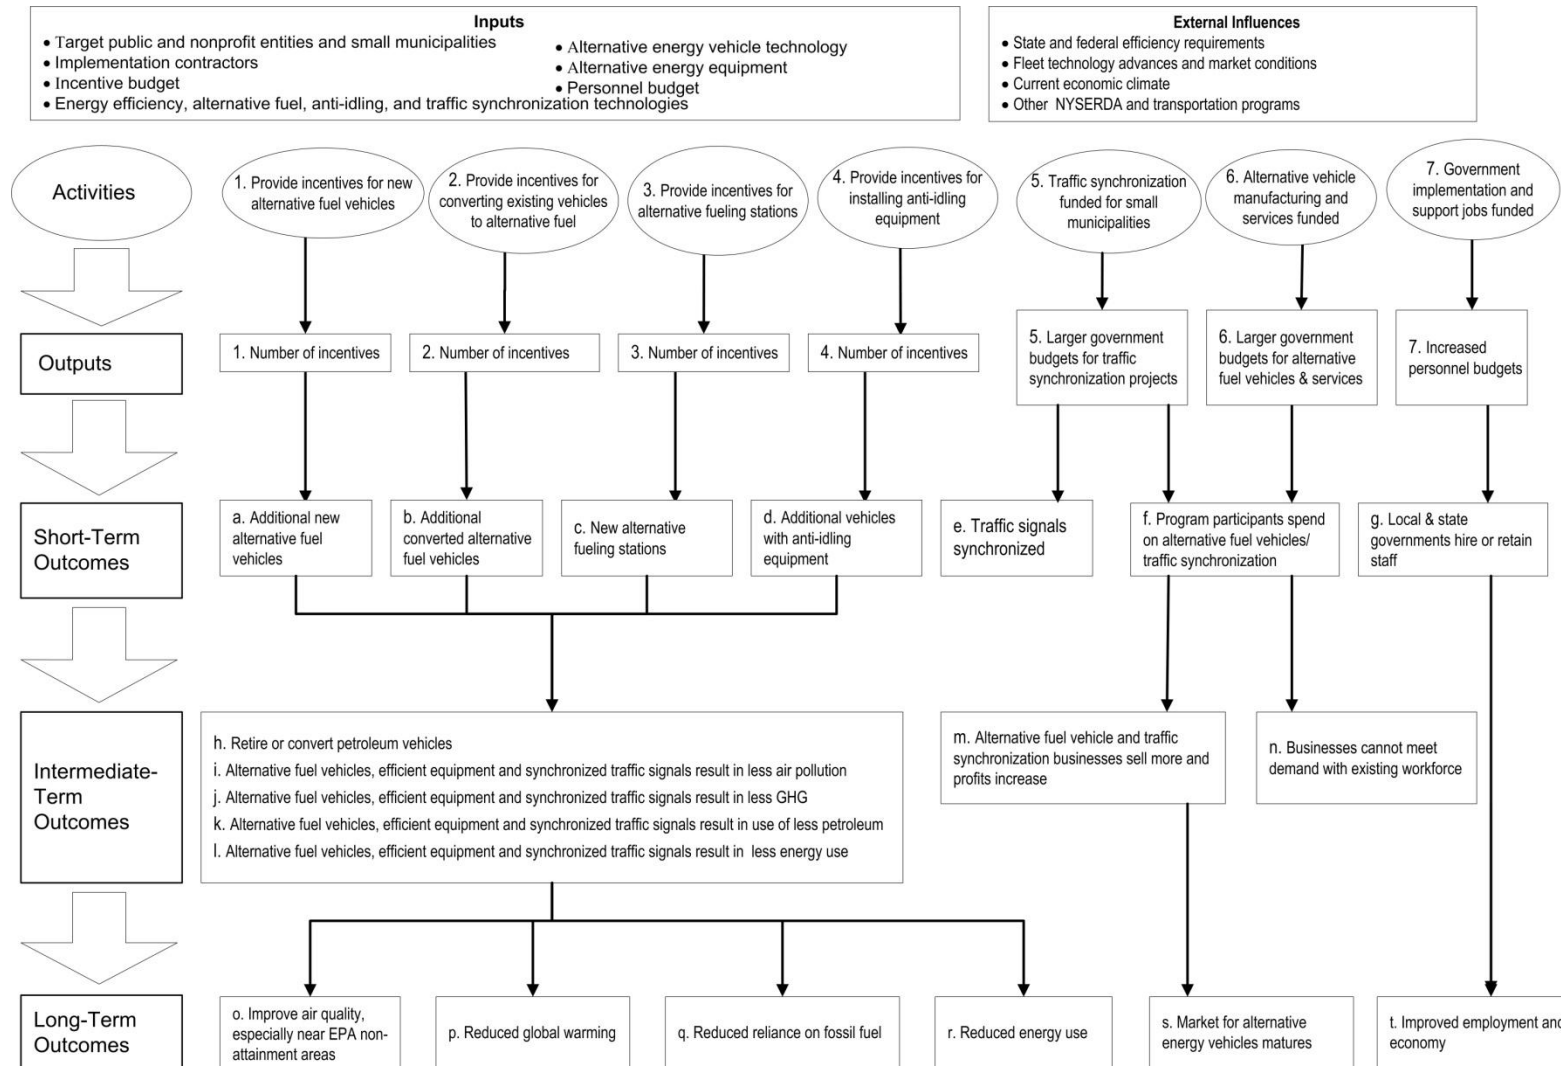 Inputs
• Target public and nonprofit entities and small municipalities
• Implementation contractors
• Incentive budget
• Energy efficiency, alternative fuel, anti-idling, and traffic synchronization technologies
• Alternative energy vehicle technology
• Alternative energy equipment
• Personnel budget
External Influences
• State and federal efficiency requirements
• Fleet technology advances and market conditions
• Current economic climate
• Other NYSERDA and transportation programs
Activities
1. Provide incentives for new
alternative fuel vehicles
2. Provide incentives for
converting existing vehicles
to alternative fuel
3. Provide incentives for
alternative fueling stations
4. Provide incentives for
installing anti-idling
equipment
5. Traffic synchronization
funded for small
municipalities
6. Alternative vehicle
manufacturing and
services funded
7. Government
implementation and
support jobs funded
Outputs
1. Number of incentives
2. Number of incentives
3. Number of incentives
4. Number of incentives
5. Larger government
budgets for traffic
synchronization
projects
6. Larger government
budgets for alternative
fuel vehicles & services
7. Increased
personnel budgets
Short-Term
Outcomes
a. Additional new
alternative fuel
vehicles
b. Additional
converted alternative
fuel vehicles
c. New alternative
fueling stations
d. Additional vehicles
with anti-idling
equipment
e. Traffic signals
synchronized
f. Program participants spend
on alternative fuel vehicles/
traffic synchronization
g. Local & state
governments hire or retain
staff
Intermediate-
Term
Outcomes
h. Retire or convert petroleum vehicles
i. Alternative fuel vehicles, efficient equipment and synchronized traffic signals result in less air pollution
j. Alternative fuel vehicles, efficient equipment and synchronized traffic signals result in less GHG
k. Alternative fuel vehicles, efficient equipment and synchronized traffic signals result in use of less petroleum
l. Alternative fuel vehicles, efficient equipment and synchronized traffic signals result in less energy use
m. Alternative fuel vehicle and traffic
synchronization businesses sell more and
profits increase
n. Businesses cannot meet
demand with existing workforce
Long-Term
Outcomes
o. Improve air quality,
especially near EPA non-
attainment areas
p. Reduced global warming
q. Reduced reliance on fossil fuel
r. Reduced energy use
s. Market for alternative
energy vehicles matures
t. Improved employment and
economy